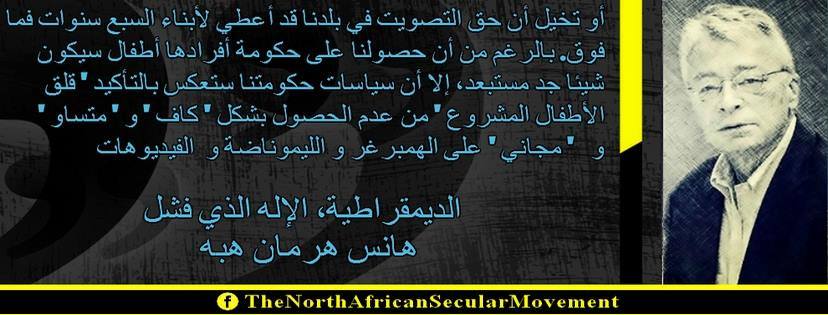 أو تخيل أن حق التصويت في بلدنا قد أعطي لأبناء السبع سنوات فما
فوق. بالرغم من أن حصولنا على حكومة أفرادها أطفال سيكون
شيئا جد مستبعد، إلا أن سياسات حكومتنا ستعكس بالتأكيد " قلق
الأطفال المشروع " من عدم الحصول بشكل " كاف " و " متساو "
و " مجاني " على الهمبرغر و الليموناضة و الفيديوهات
الديمقراطية، الإله الذي فشل
هانس هرمان هبه
TheNorthAfricanSecularMovement